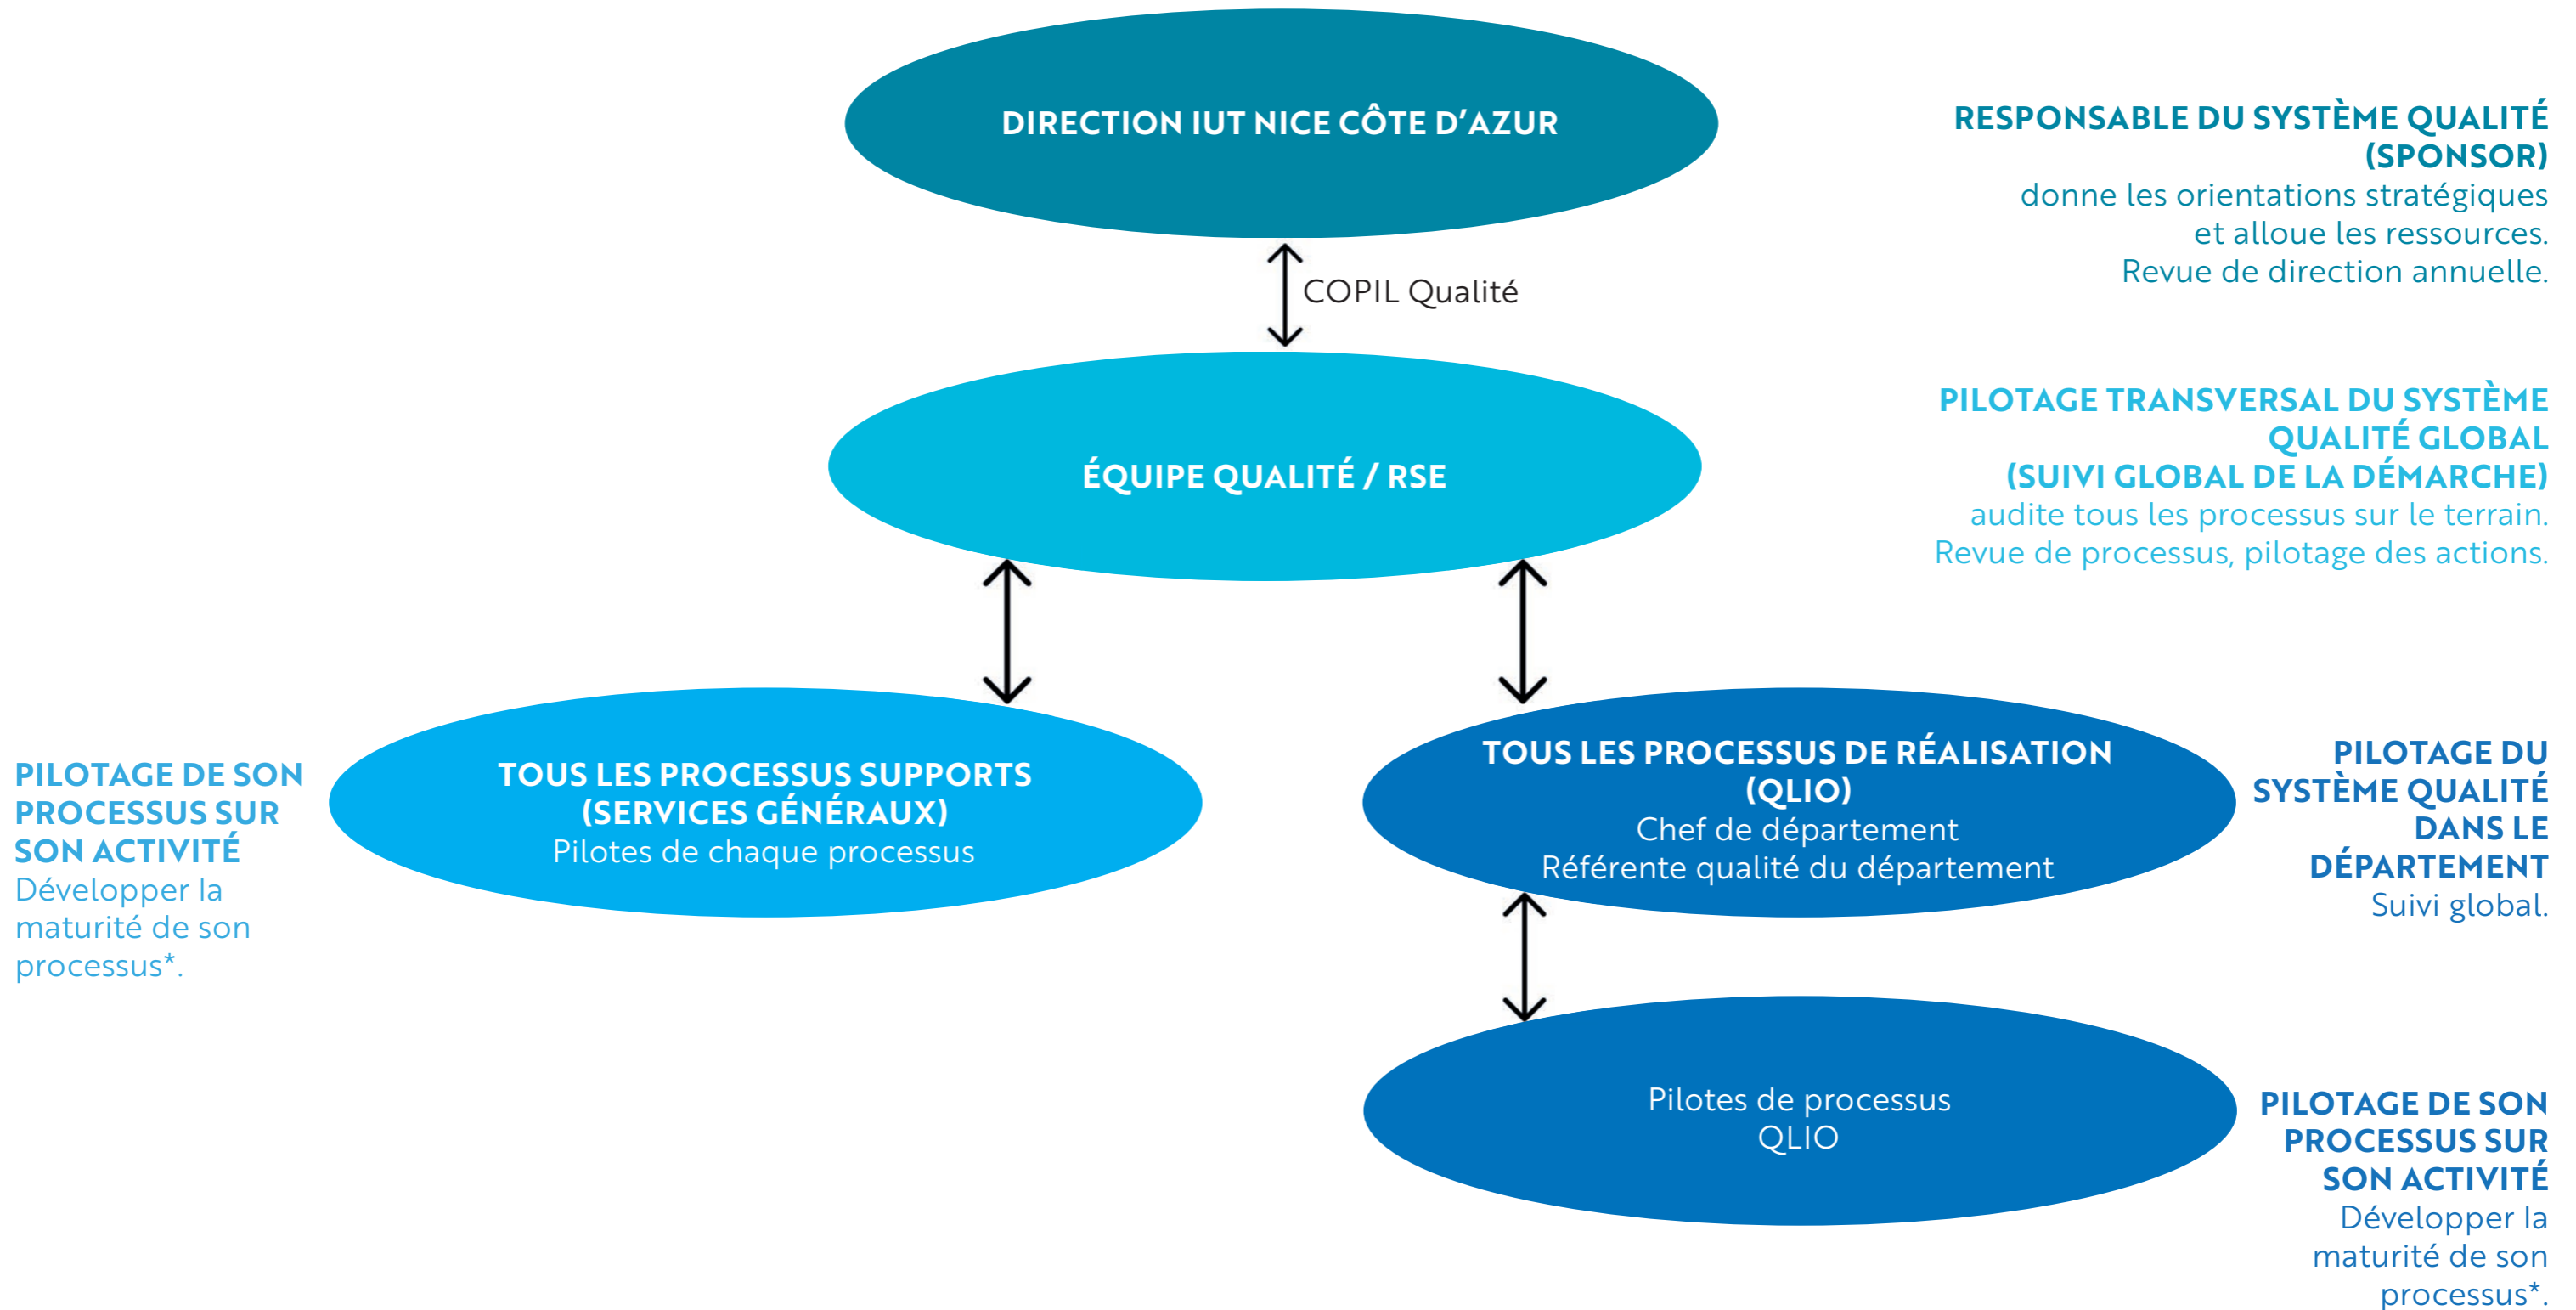 DIRECTION IUT NICE CÔTE D’AZUR
RESPONSABLE DU SYSTÈME QUALITÉ
(SPONSOR)
donne les orientations stratégiques
et alloue les ressources.
Revue de direction annuelle.
COPIL Qualité
ÉQUIPE QUALITÉ / RSE
PILOTAGE TRANSVERSAL DU SYSTÈME
QUALITÉ GLOBAL
(SUIVI GLOBAL DE LA DÉMARCHE)
audite tous les processus sur le terrain.
Revue de processus, pilotage des actions.
PILOTAGE DE SON
PROCESSUS SUR
SON ACTIVITÉ
Développer la
maturité de son
processus*.
TOUS LES PROCESSUS SUPPORTS
(SERVICES GÉNÉRAUX)
Pilotes de chaque processus
TOUS LES PROCESSUS DE RÉALISATION
(QLIO)
Chef de département
Référente qualité du département
PILOTAGE DU
SYSTÈME QUALITÉ
DANS LE
DÉPARTEMENT
Suivi global.
Pilotes de processus
QLIO
PILOTAGE DE SON
PROCESSUS SUR
SON ACTIVITÉ
Développer la
maturité de son
processus*.